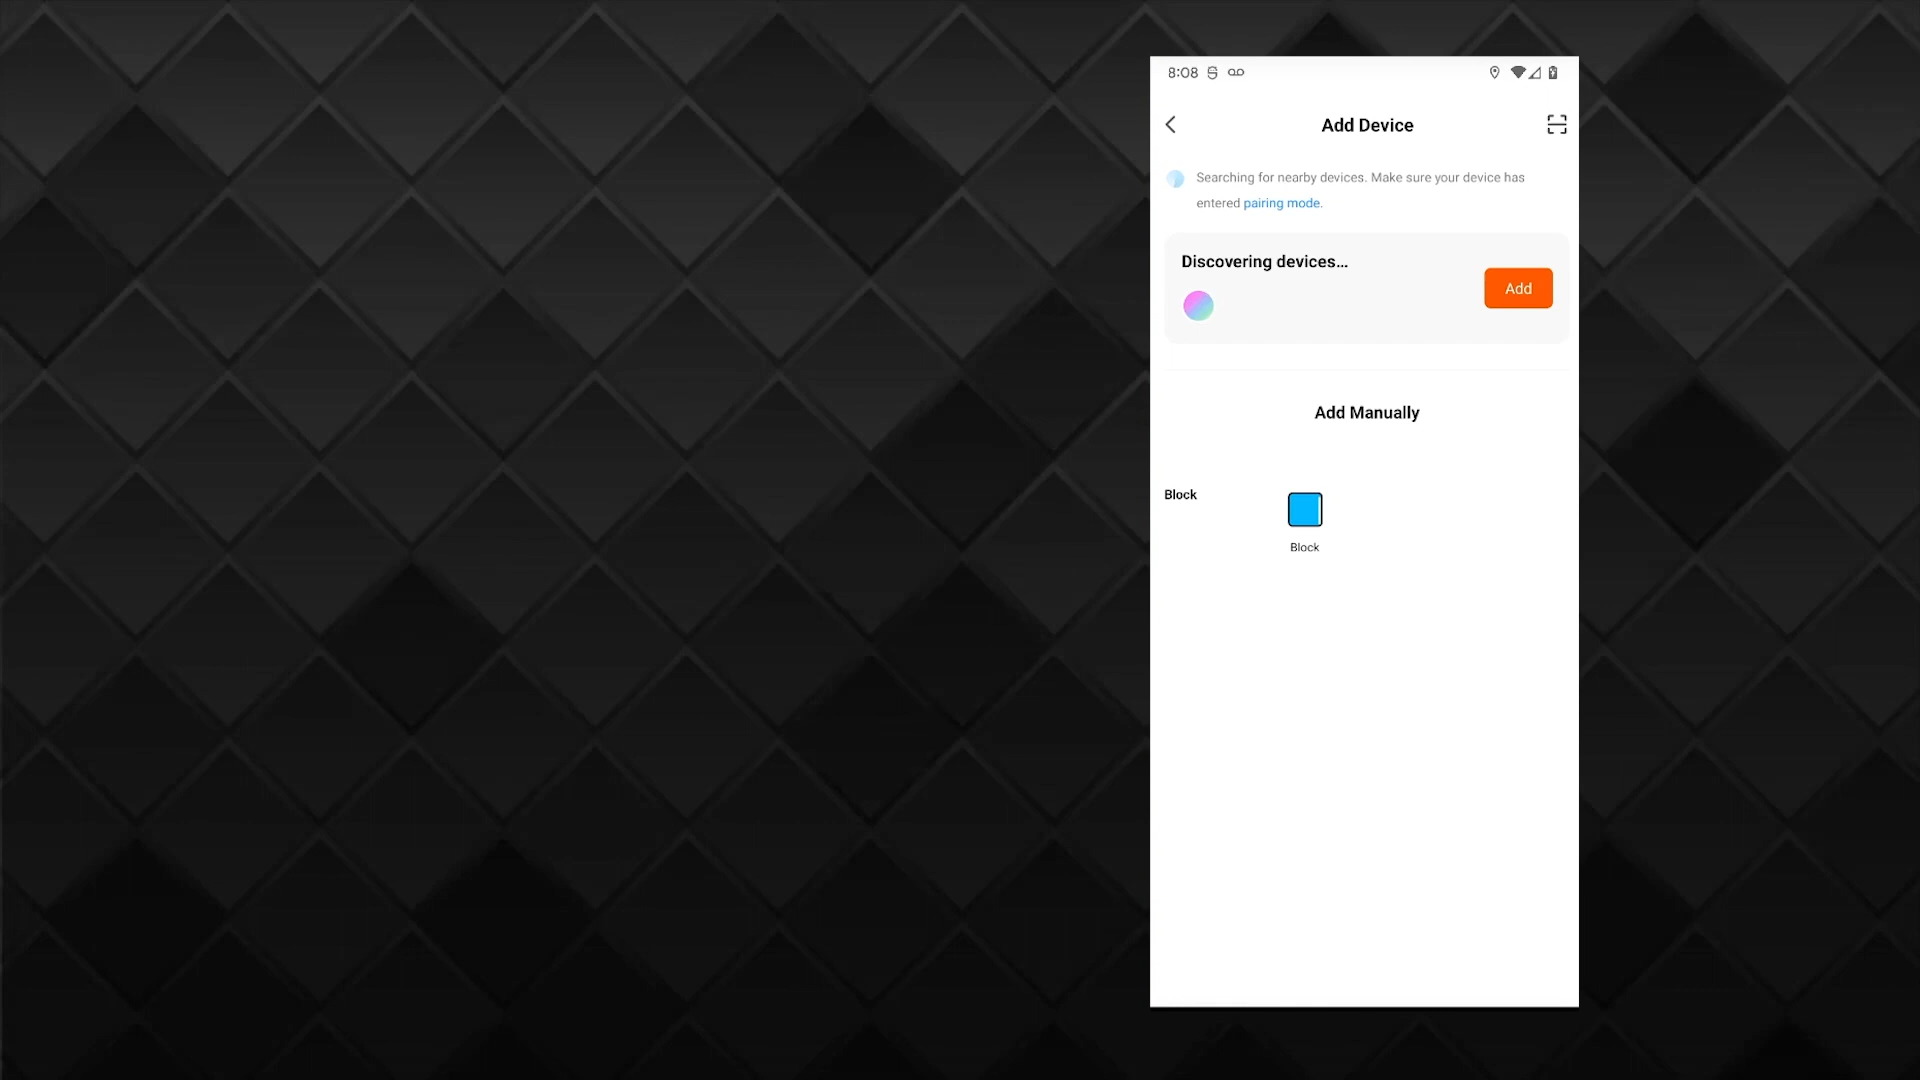 8:08
Add Device
Searching for nearby devices. Make sure your device has
entered pairing mode.
Discovering devices...
Add
Add Manually
Block
Block